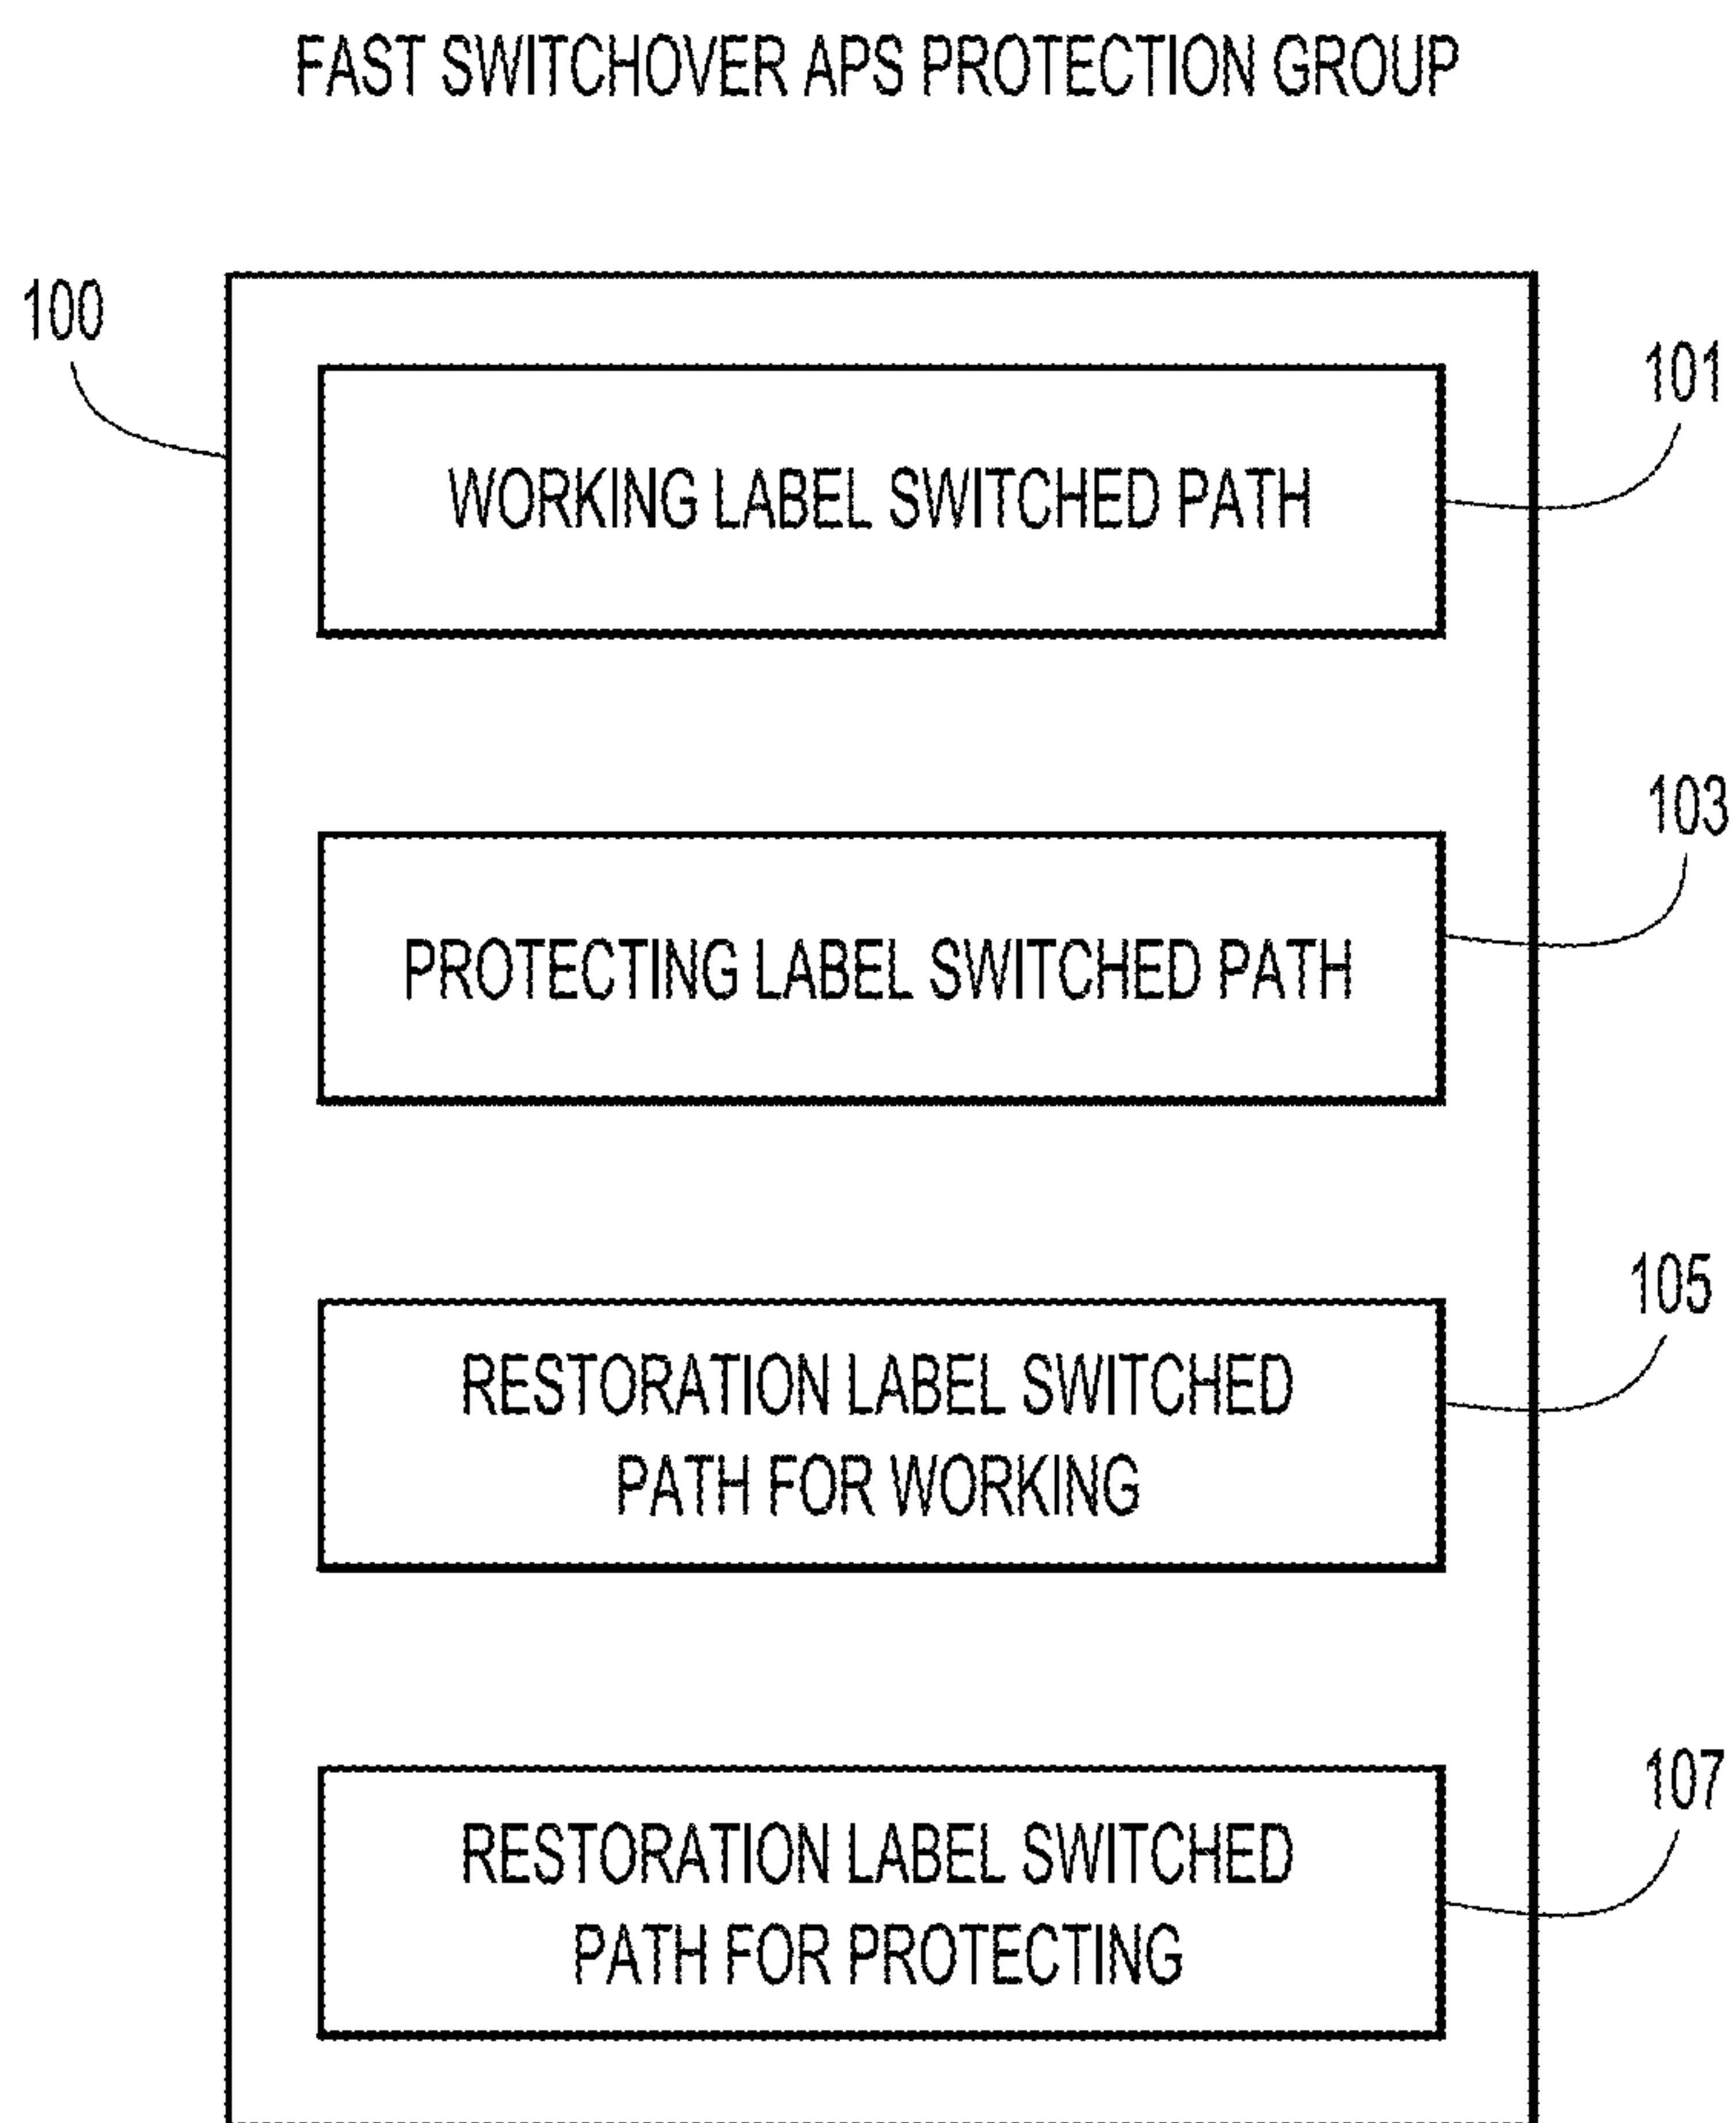 FAST SWITCHOVER APS PROTECTION GROUP
100
101
WORKING LABEL SWITCHED PATH
103
PROTECTING LABEL SWITCHED PATH
105
RESTORATION LABEL SWITCHED
PATH FOR WORKING
107
RESTORATION LABEL SWITCHED
PATH FOR PROTECTING